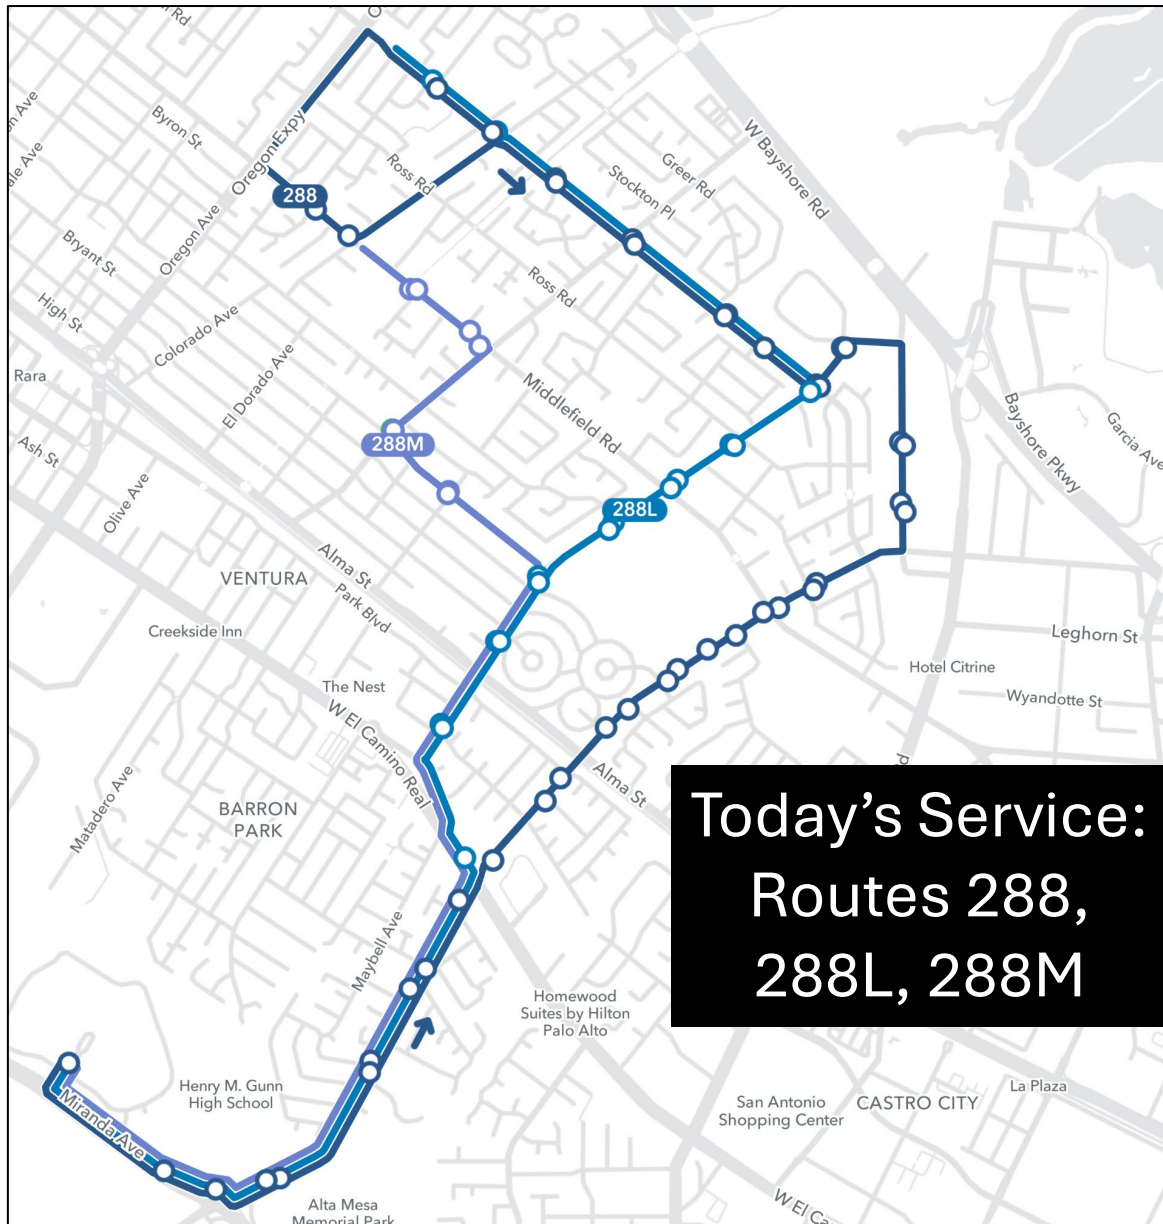 Byron St
Oregon Expy
Ross Rd
Greer Rd
Stockton Pl
W Bayshore Rd
288
Oregon Ave
Bryant St
High St
Colorado Ave
Ross Rd
Rara
El Dorado Ave
Middlefield Rd
Bayshore Pkwy
Garcia Ave
Ash St
288M
Olive Ave
288L
Alma St
VENTURA
Park Blvd
Creekside Inn
Leghorn St
Hotel Citrine
The Nest
Wyandotte St
W El Camino Real
Alma St
Matadero Ave
BARRON
PARK
Today’s Service:
Routes 288,
288L, 288M
Maybell Ave
Homewood
Suites by Hilton
Palo Alto
Henry M. Gunn
High School
Miranda Ave
La Plaza
San Antonio
Shopping Center
CASTRO CITY
Alta Mesa
Memorial Park
W El Ca